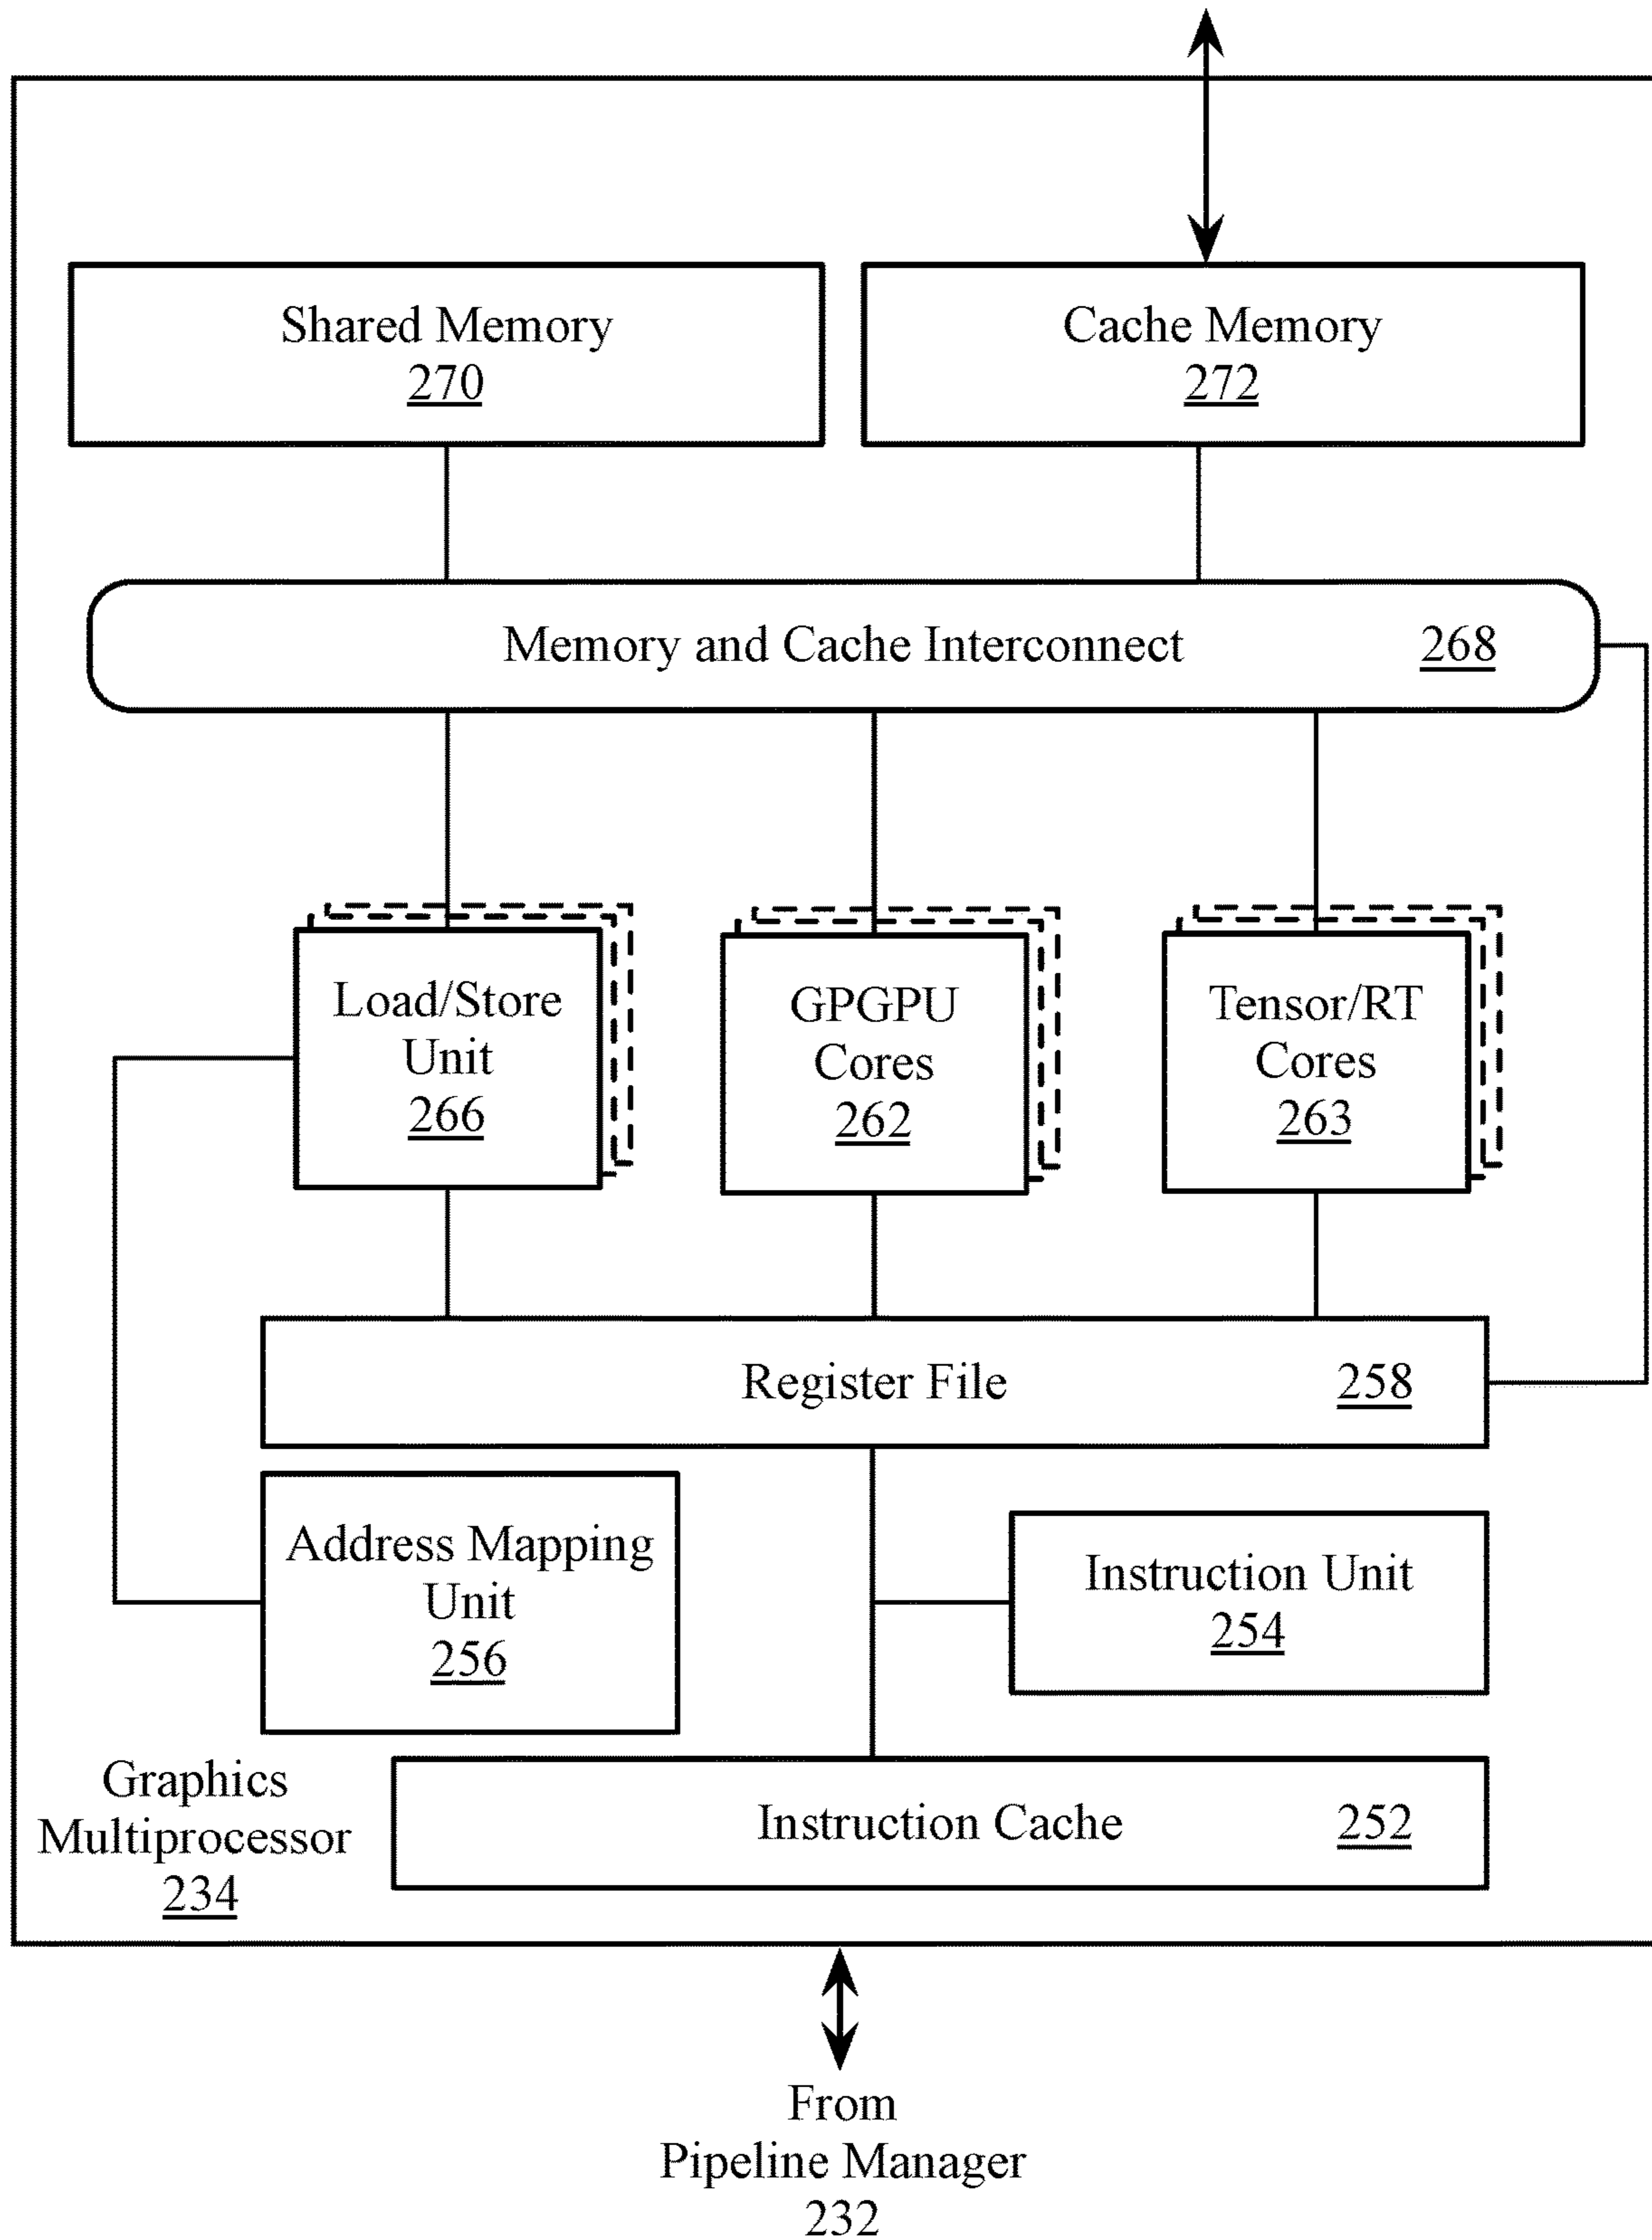 Shared Memory
270
Cache Memory
272
Memory and Cache Interconnect 268
Load/Store
Unit
266
GPGPU
Cores
262
Tensor/RT
Cores
263
Register File 258
Address Mapping
Unit
256
Instruction Unit
254
Graphics
Multiprocessor
234
Instruction Cache 252
From
Pipeline Manager
232